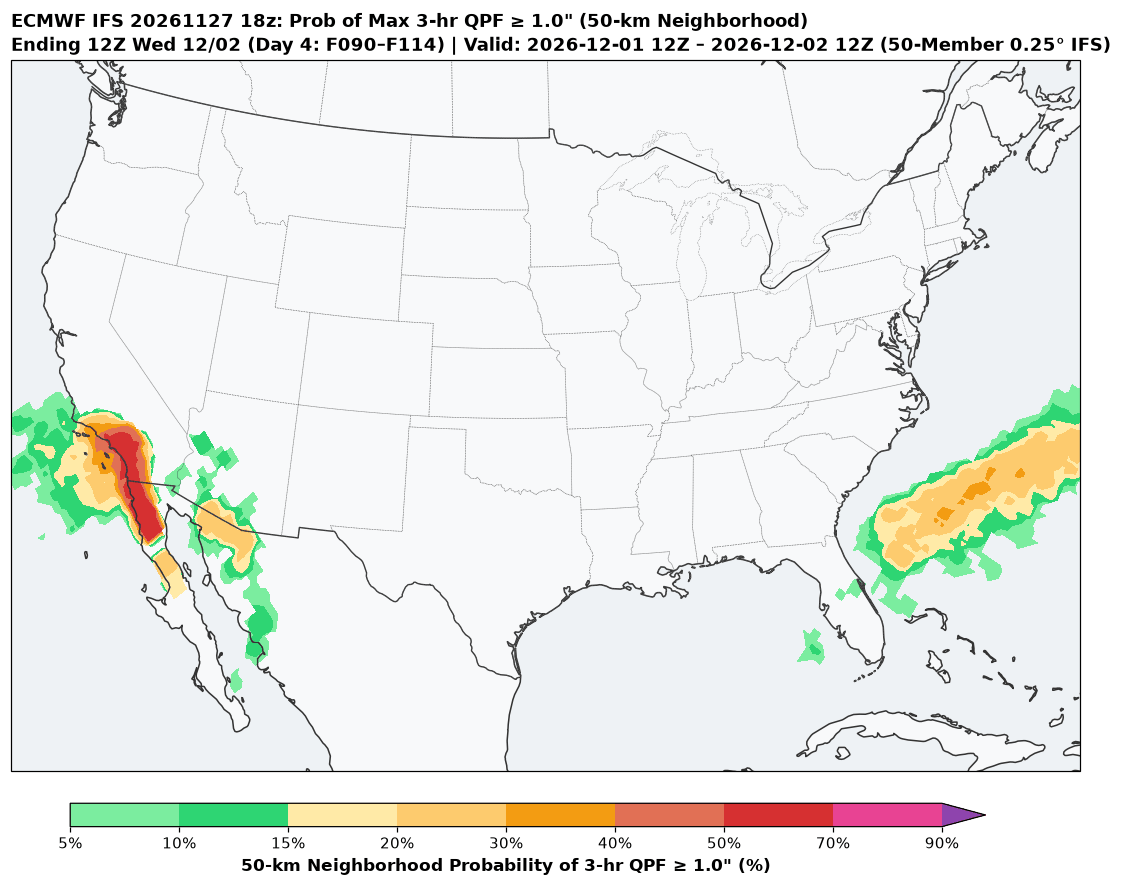 ECMWF IFS 20261127 18z: Prob of Max 3-hr QPF ≥ 1.0" (50-km Neighborhood)
Ending 12Z Wed 12/02 (Day 4: F090–F114) | Valid: 2026-12-01 12Z – 2026-12-02 12Z (50-Member 0.25° IFS)
5% 10% 15% 20% 30% 40% 50% 70% 90%
50-km Neighborhood Probability of 3-hr QPF ≥ 1.0" (%)